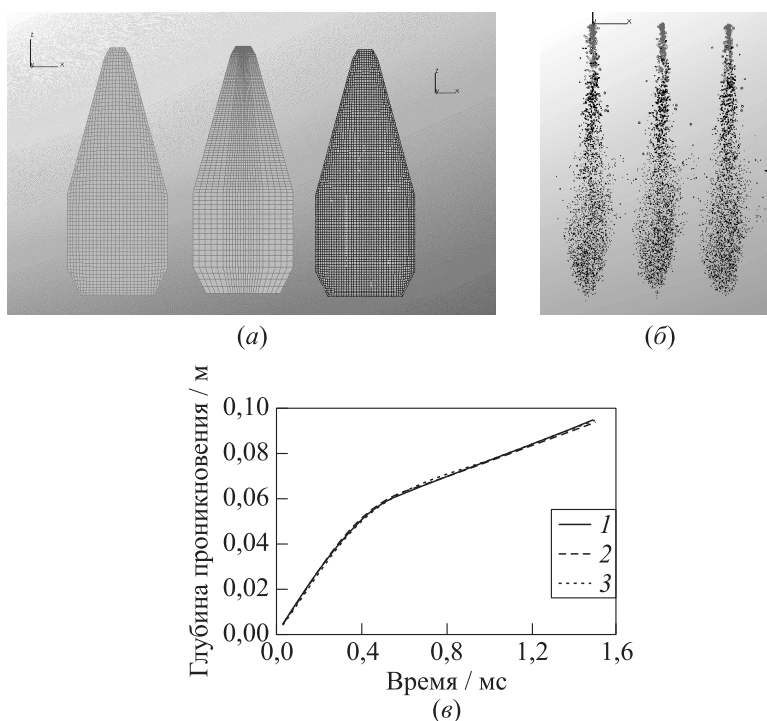 z
x
z
x
x
(а)
(б)
Глубина проникновения / м
0,10
0,08
0,06
0,04
0,02
0,00
1
2
3
0,0
0,4
0,8
1,2
1,6
Время / мс
(в)